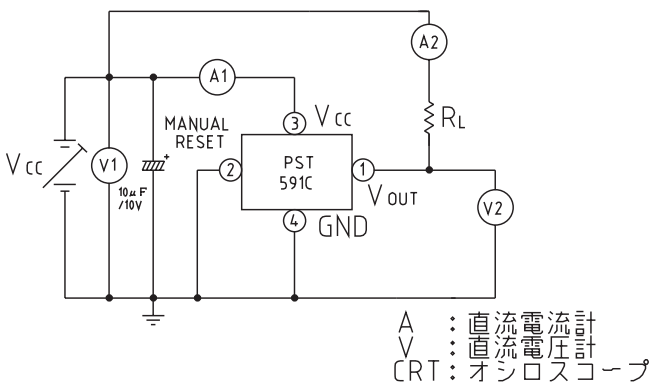 A2
A1
3
VCC
RL
MANUAL
RESET
VCC
V1
+
2
PST
591C
1
10μF
/10V
VOUT
V2
4
GND
A : 直流電流計
V : 直流電圧計
CRT : オシロスコープ